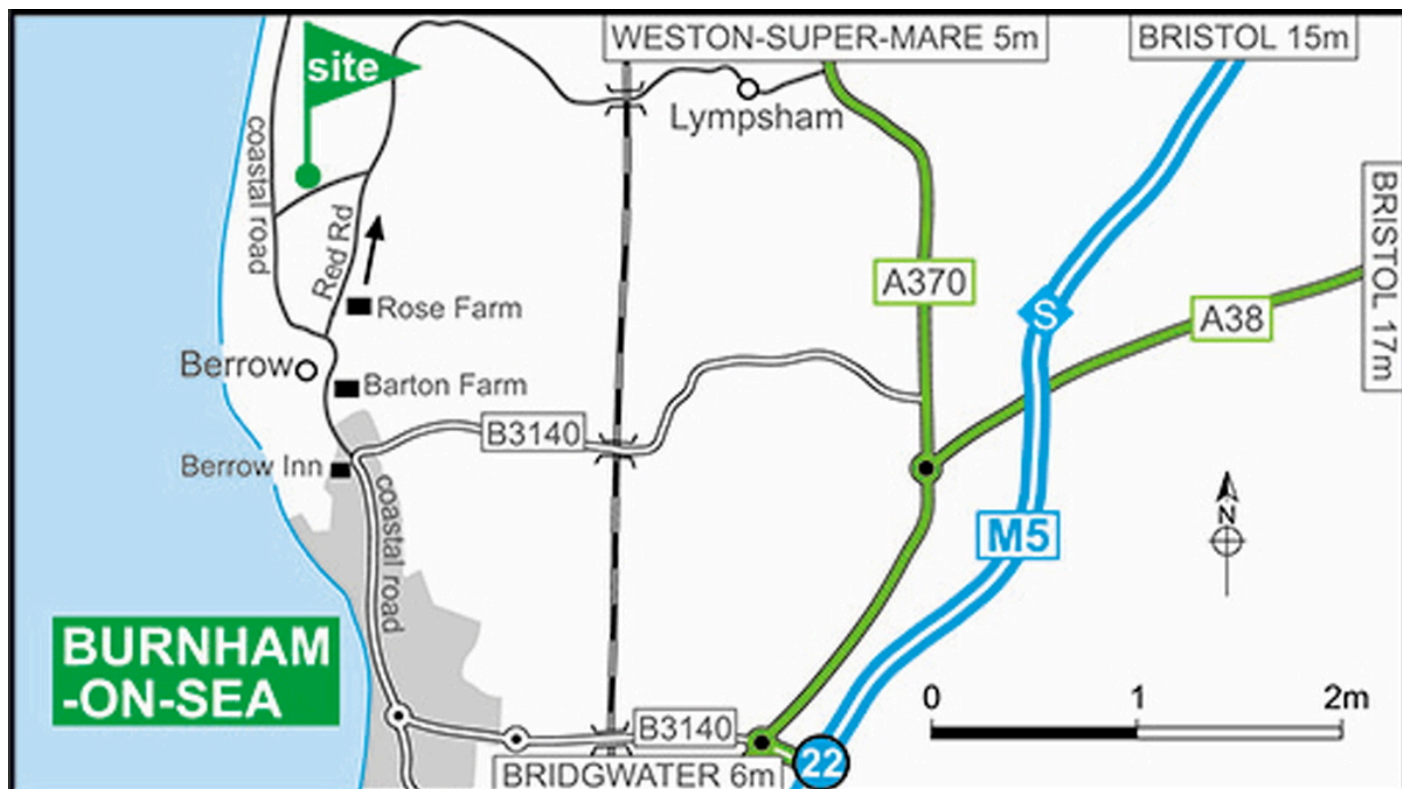 WESTON-SUPER-MARE 5m
BRISTOL 15m
site
Lympsham
coastal road
BRISTOL 17m
Red Rd
A370
Rose Farm
A38
S
Berrow
Barton Farm
B3140
Berrow Inn
coastal road
N
M5
BURNHAM
-ON-SEA
0 1 2m
B3140
22
BRIDGWATER 6m